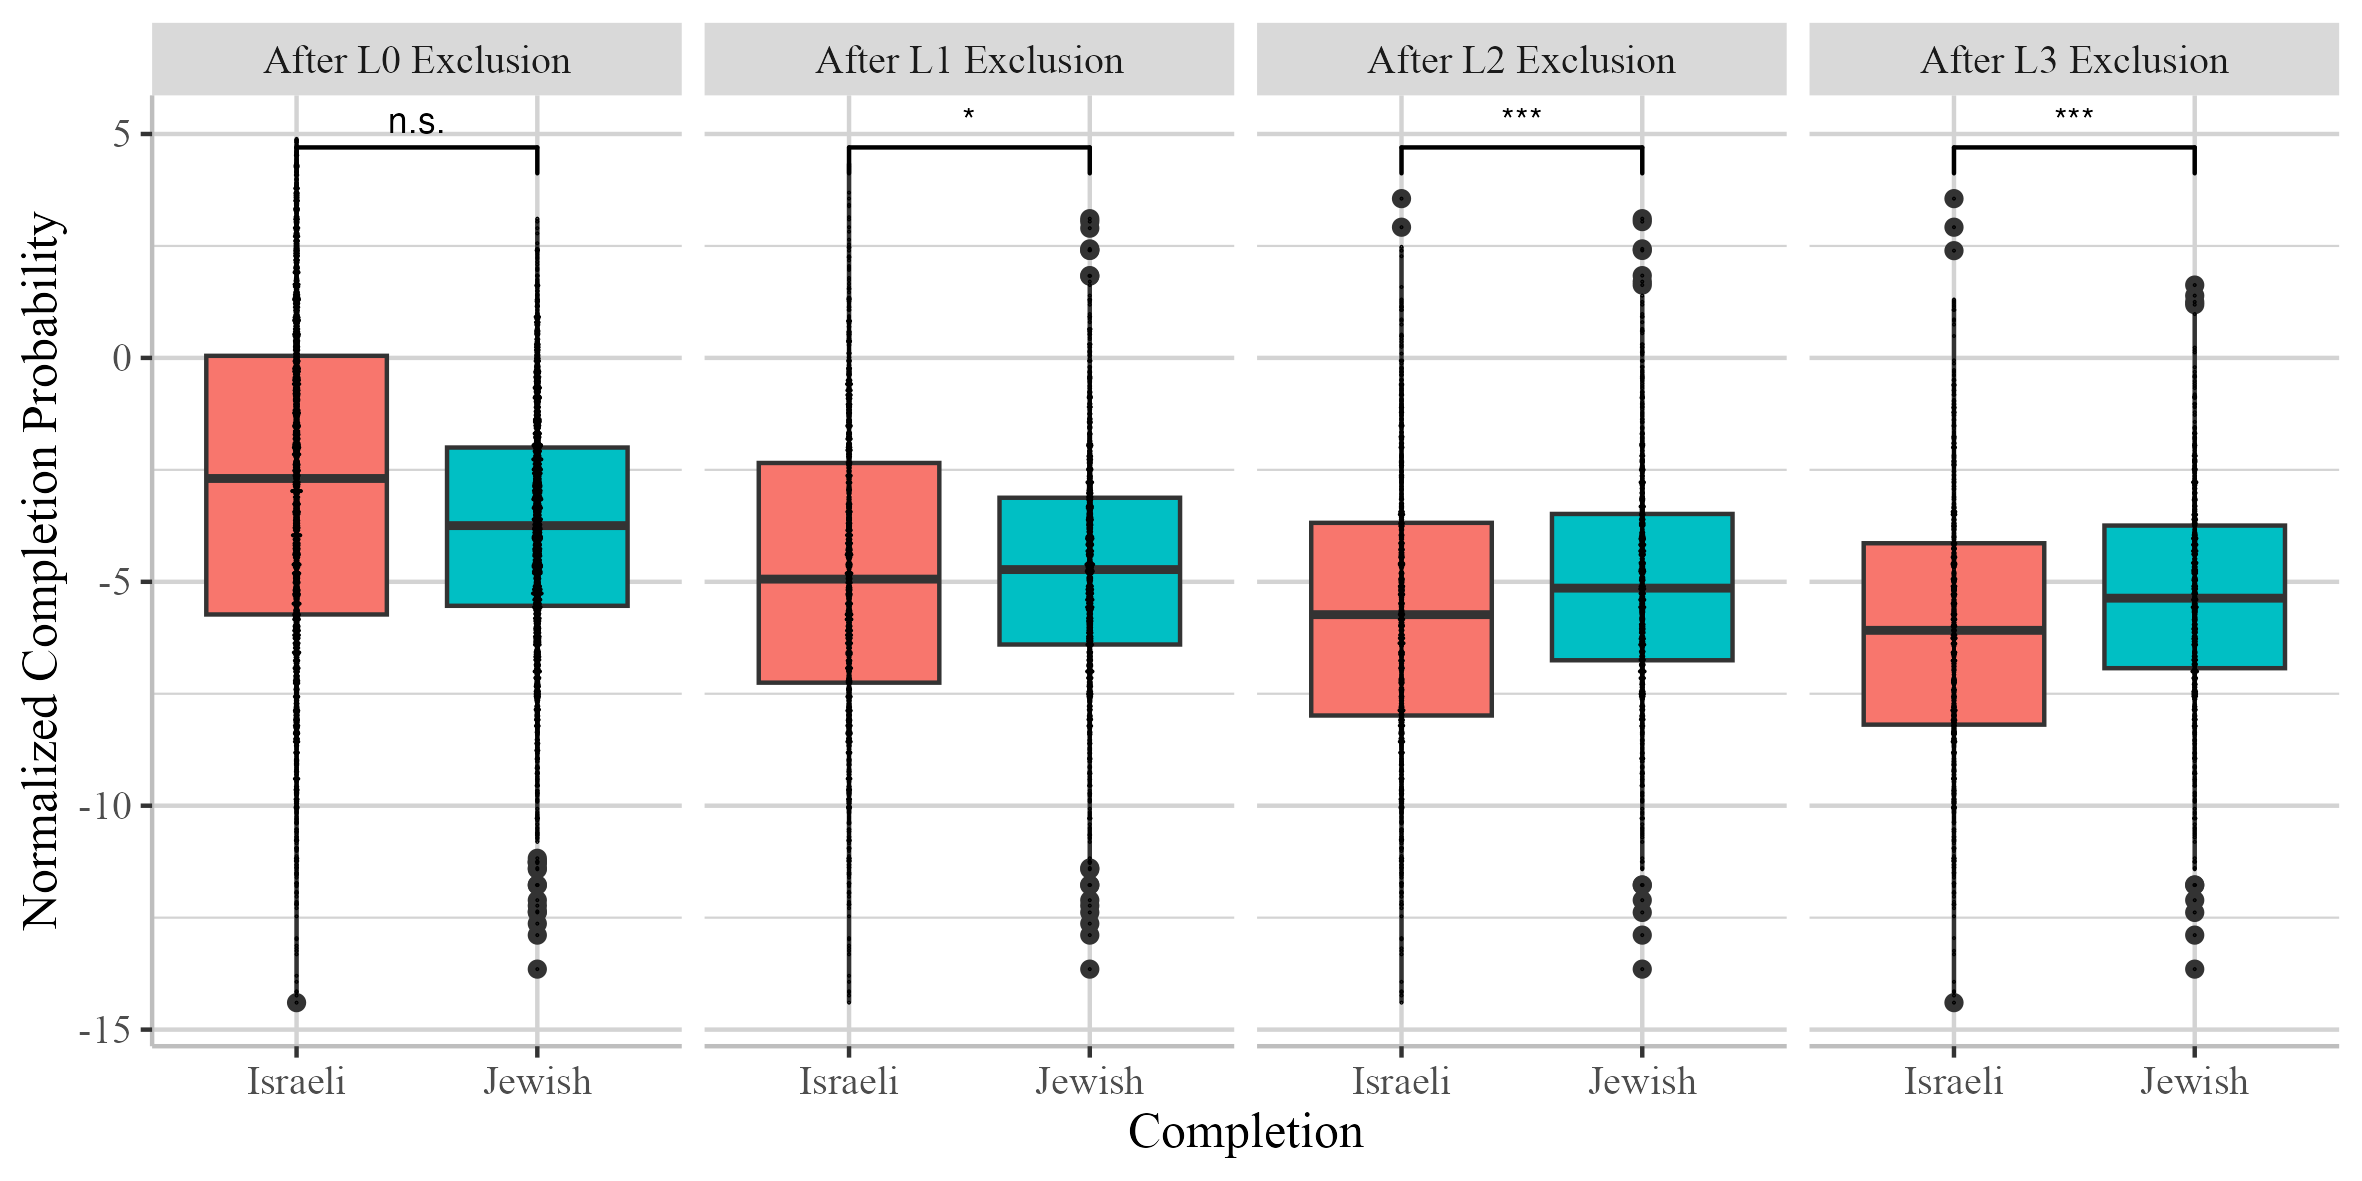 After L0 Exclusion
After L1 Exclusion
After L2 Exclusion
After L3 Exclusion
n.s.
*
***
***
Normalized Completion Probability
5
0
-5
-10
-15
Israeli
Jewish
Israeli
Jewish
Israeli
Jewish
Israeli
Jewish
Completion